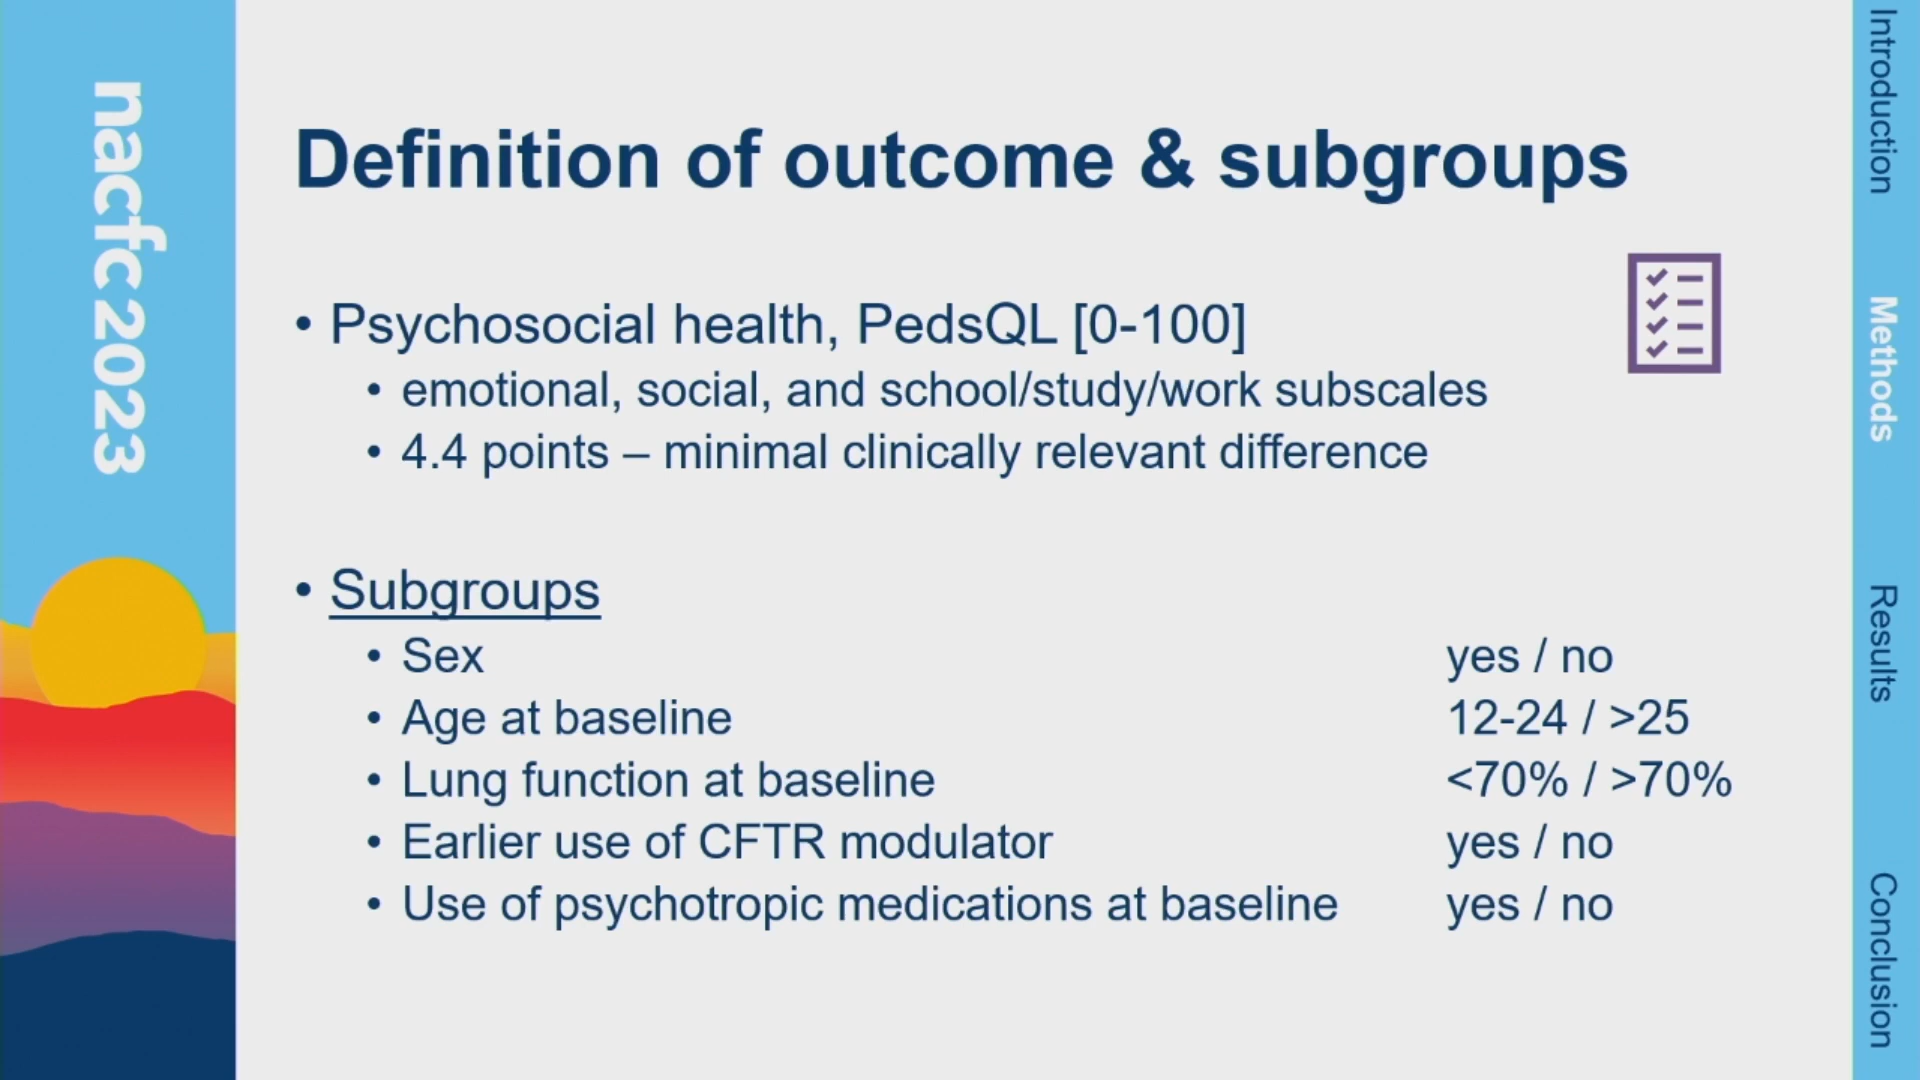 nacfc 2023
Definition of outcome & subgroups
• Psychosocial health, PedsQL [0-100]
• emotional, social, and school/study/work subscales
• 4.4 points – minimal clinically relevant difference
• Subgroups
• Sex yes / no
• Age at baseline 12-24 / >25
• Lung function at baseline <70% / >70%
• Earlier use of CFTR modulator yes / no
• Use of psychotropic medications at baseline yes / no
Introduction
Methods
Results
Conclusion